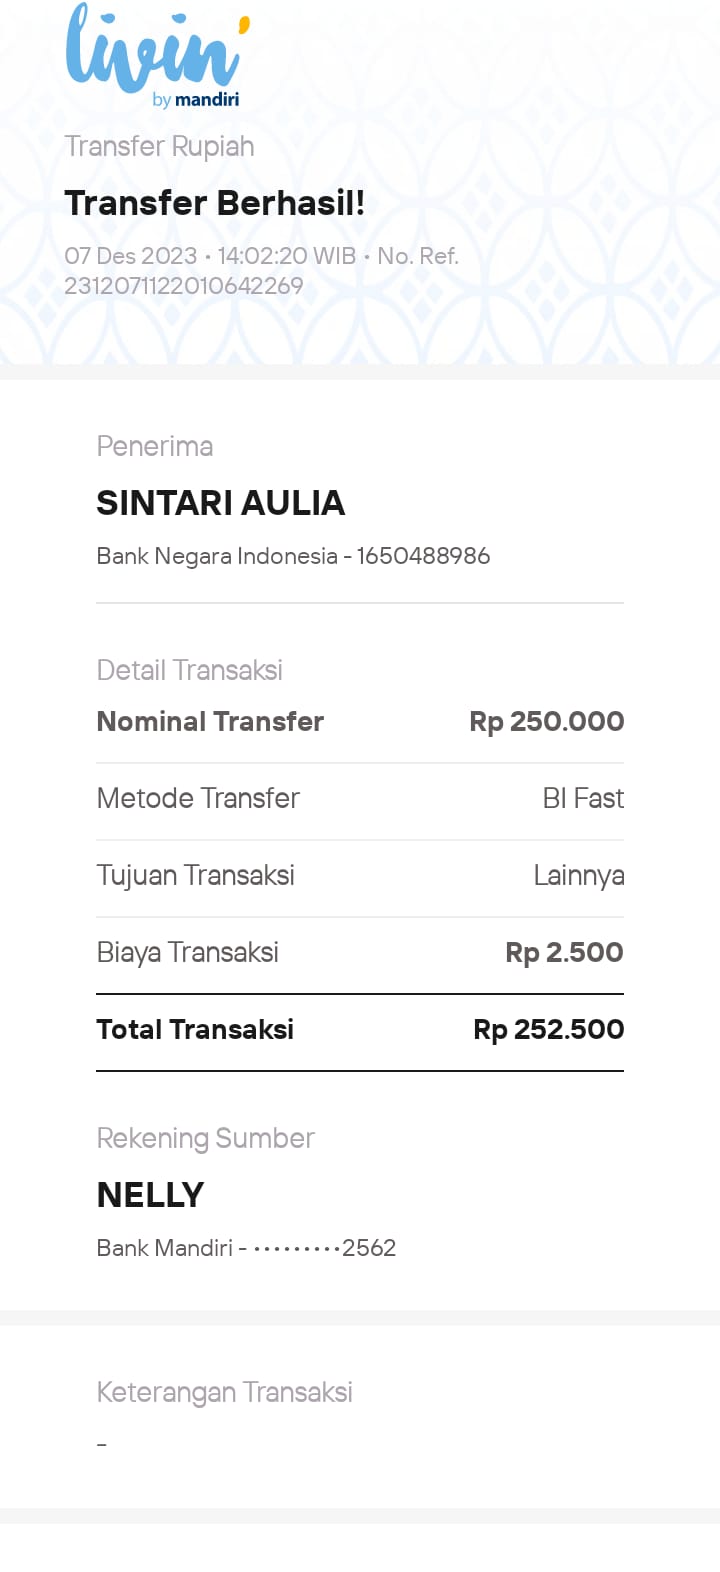 livin'
by mandiri
Transfer Rupiah
Transfer Berhasil!
07 Des 2023 • 14:02:20 WIB • No. Ref.
2312071122010642269
Penerima
SINTARI AULIA
Bank Negara Indonesia - 1650488986
Detail Transaksi
Nominal Transfer Rp 250.000
Metode Transfer BI Fast
Tujuan Transaksi Lainnya
Biaya Transaksi Rp 2.500
Total Transaksi Rp 252.500
Rekening Sumber
NELLY
Bank Mandiri - •••••••••2562
Keterangan Transaksi
-